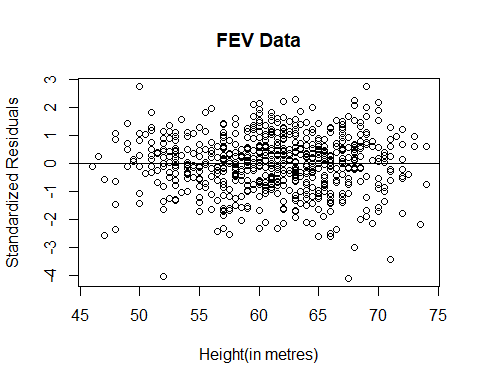 FEV Data
Standardized Residuals
3
2
1
0
-1
-2
-3
-4
45 50 55 60 65 70 75
Height(in metres)